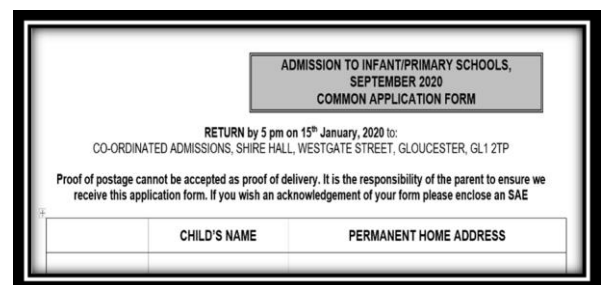 ADMISSION TO INFANT/PRIMARY SCHOOLS,
SEPTEMBER 2020
COMMON APPLICATION FORM
RETURN by 5 pm on 15th January, 2020 to:
CO-ORDINATED ADMISSIONS, SHIRE HALL, WESTGATE STREET, GLOUCESTER, GL1 2TP
Proof of postage cannot be accepted as proof of delivery. It is the responsibility of the parent to ensure we
receive this application form. If you wish an acknowledgement of your form please enclose an SAE
CHILD'S NAME PERMANENT HOME ADDRESS